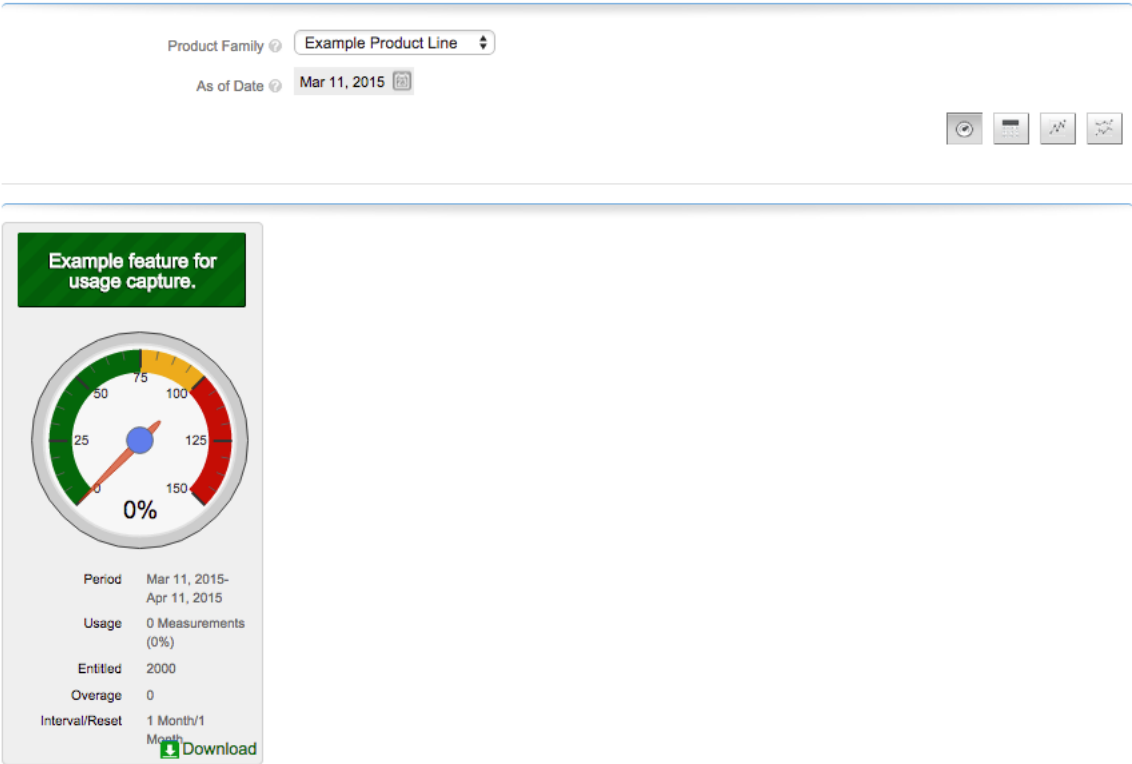 Product Family
Example Product Line
As of Date
Mar 11, 2015
Example feature for
usage capture.
75
50
100
25
125
0
150
0%
Period
Mar 11, 2015-
Apr 11, 2015
Usage
0 Measurements
(0%)
Entitled
2000
Overage
0
Interval/Reset
1 Month/1
Month
Download